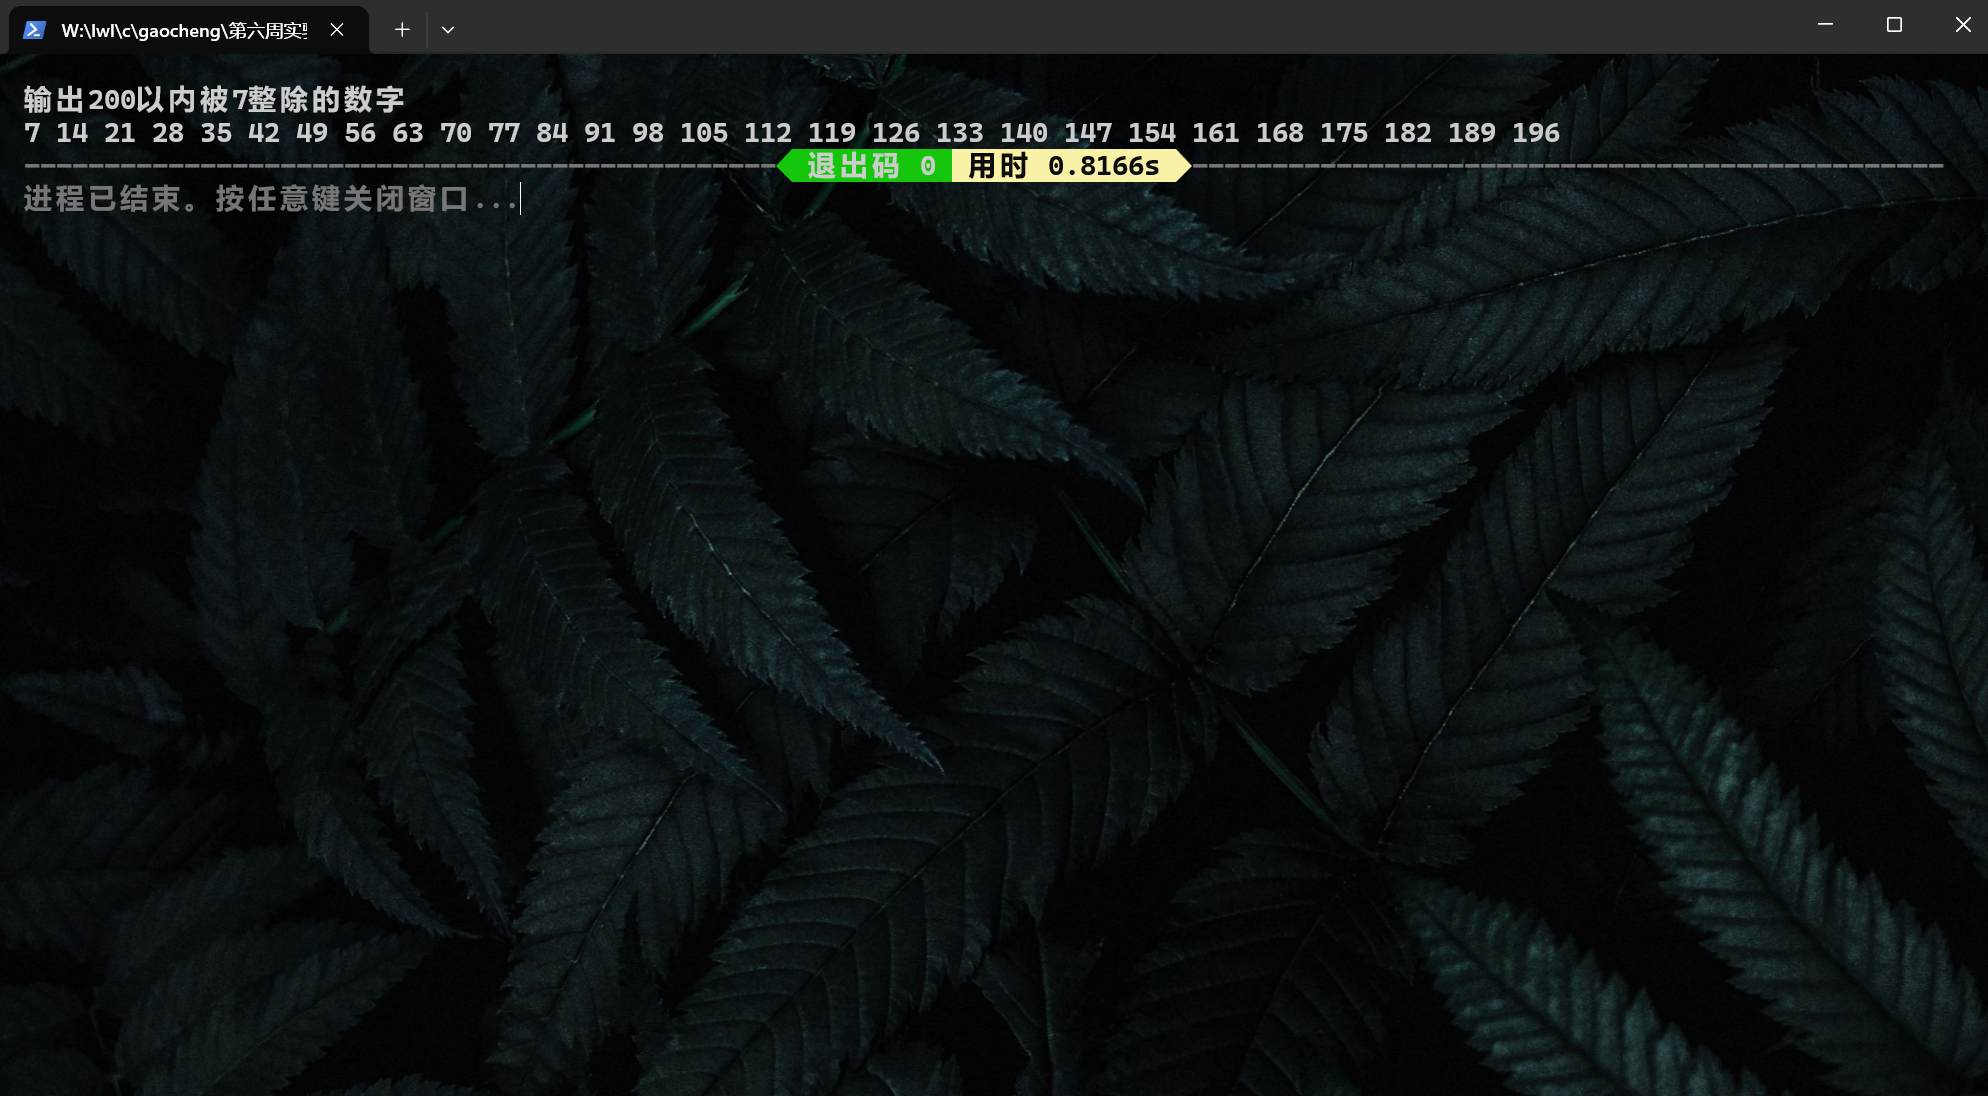 W:\lwl\c\gaocheng\第六周实
输出200以内被7整除的数字
7 14 21 28 35 42 49 56 63 70 77 84 91 98 105 112 119 126 133 140 147 154 161 168 175 182 189 196
退出码 0 用时 0.8166s
进程已结束。按任意键关闭窗口...